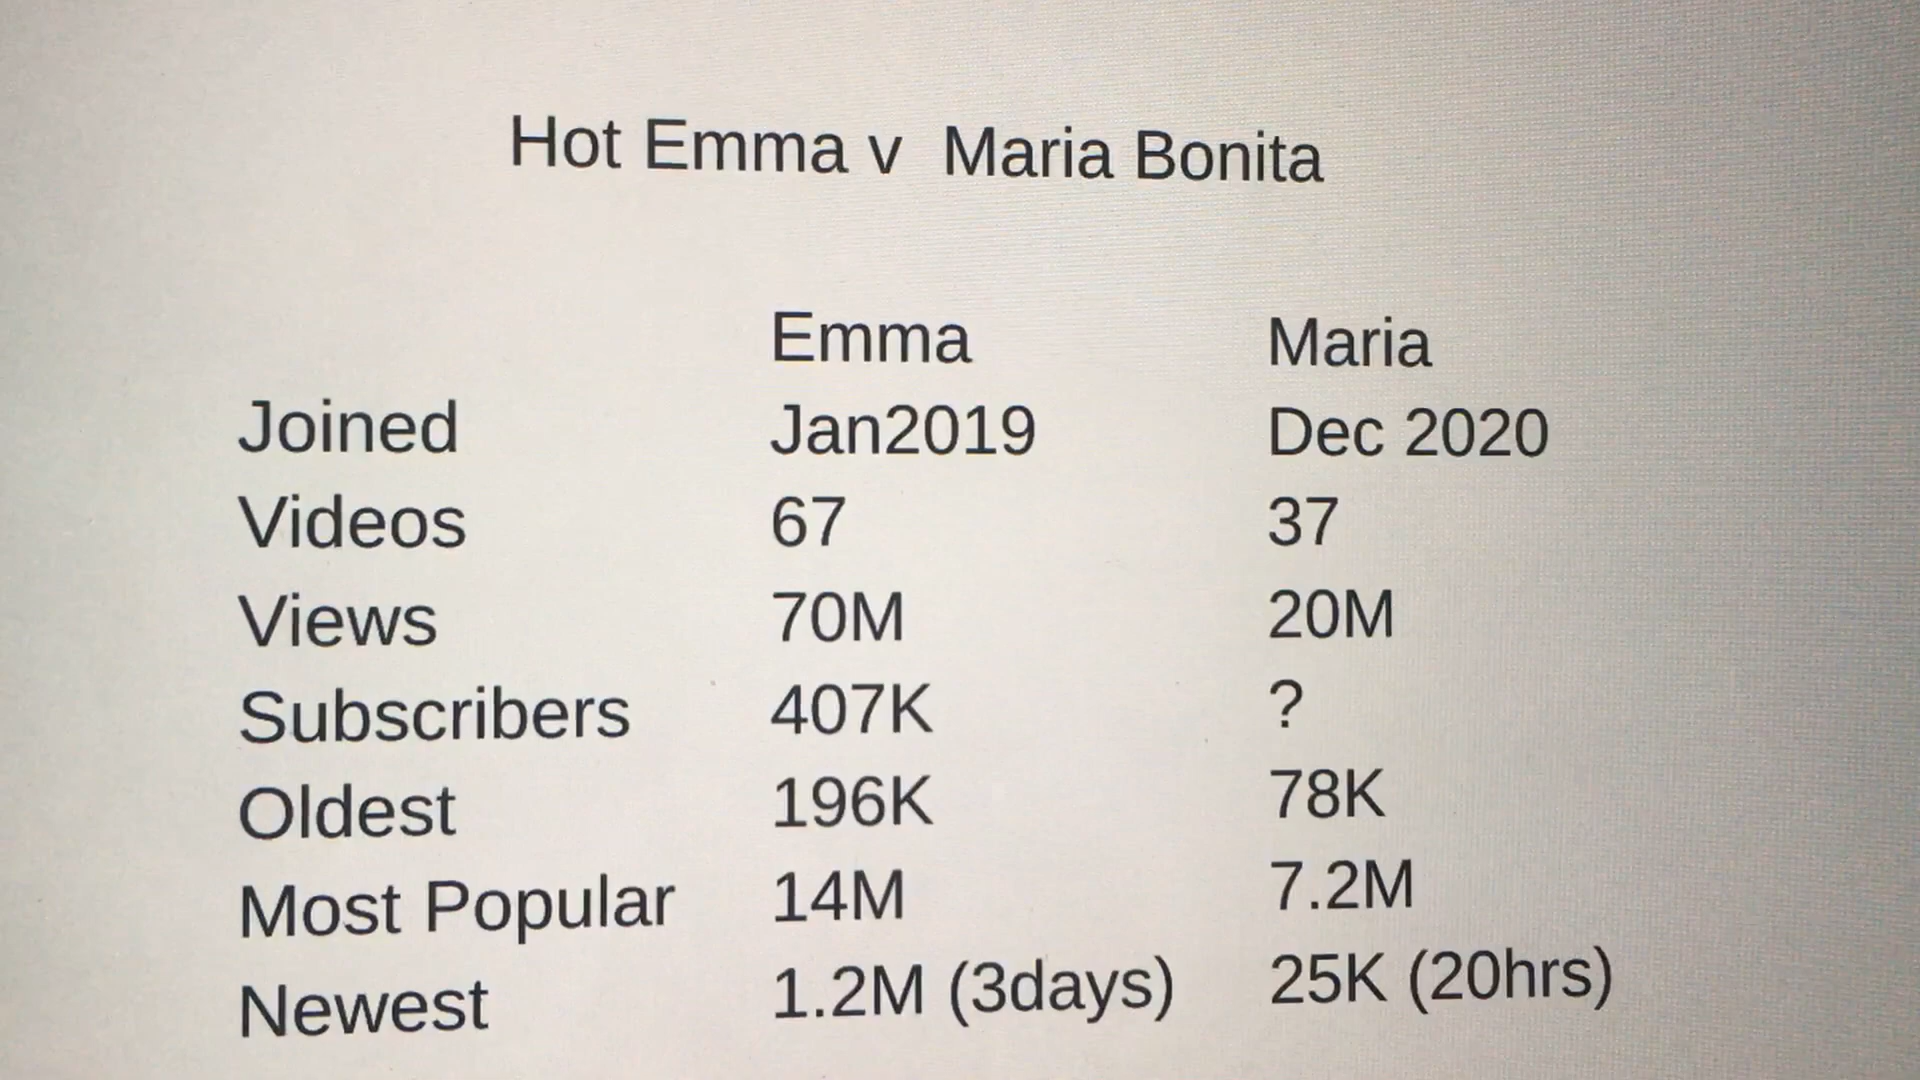 Hot Emma v Maria Bonita
Emma Maria
Joined Jan2019 Dec 2020
Videos 67 37
Views 70M 20M
Subscribers 407K ?
Oldest 196K 78K
Most Popular 14M 7.2M
Newest 1.2M (3days) 25K (20hrs)